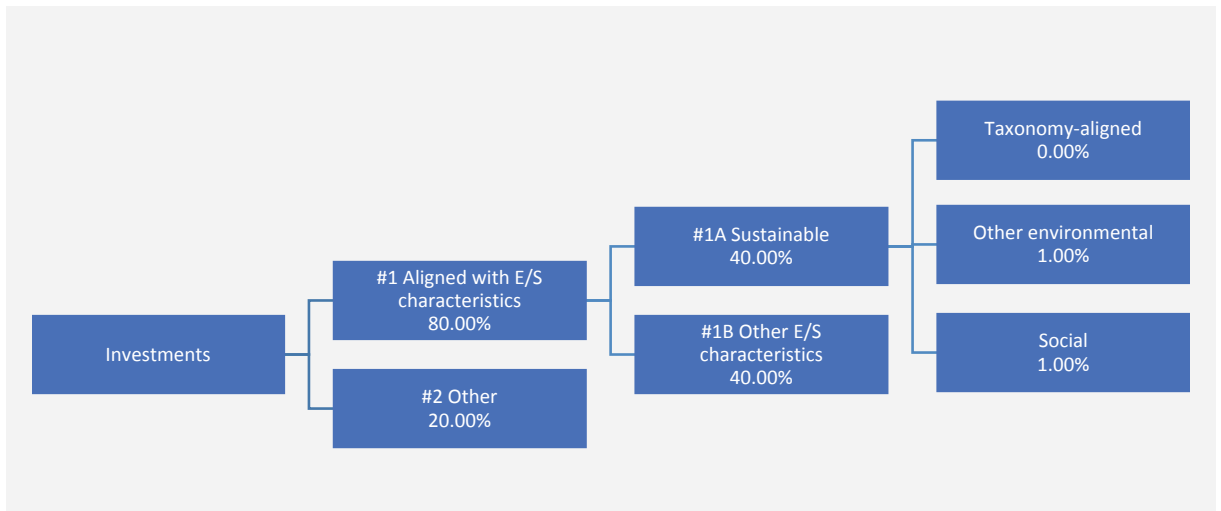 Investments
#1 Aligned with E/S
characteristics
80.00%
#2 Other
20.00%
#1A Sustainable
40.00%
#1B Other E/S
characteristics
40.00%
Taxonomy-aligned
0.00%
Other environmental
1.00%
Social
1.00%